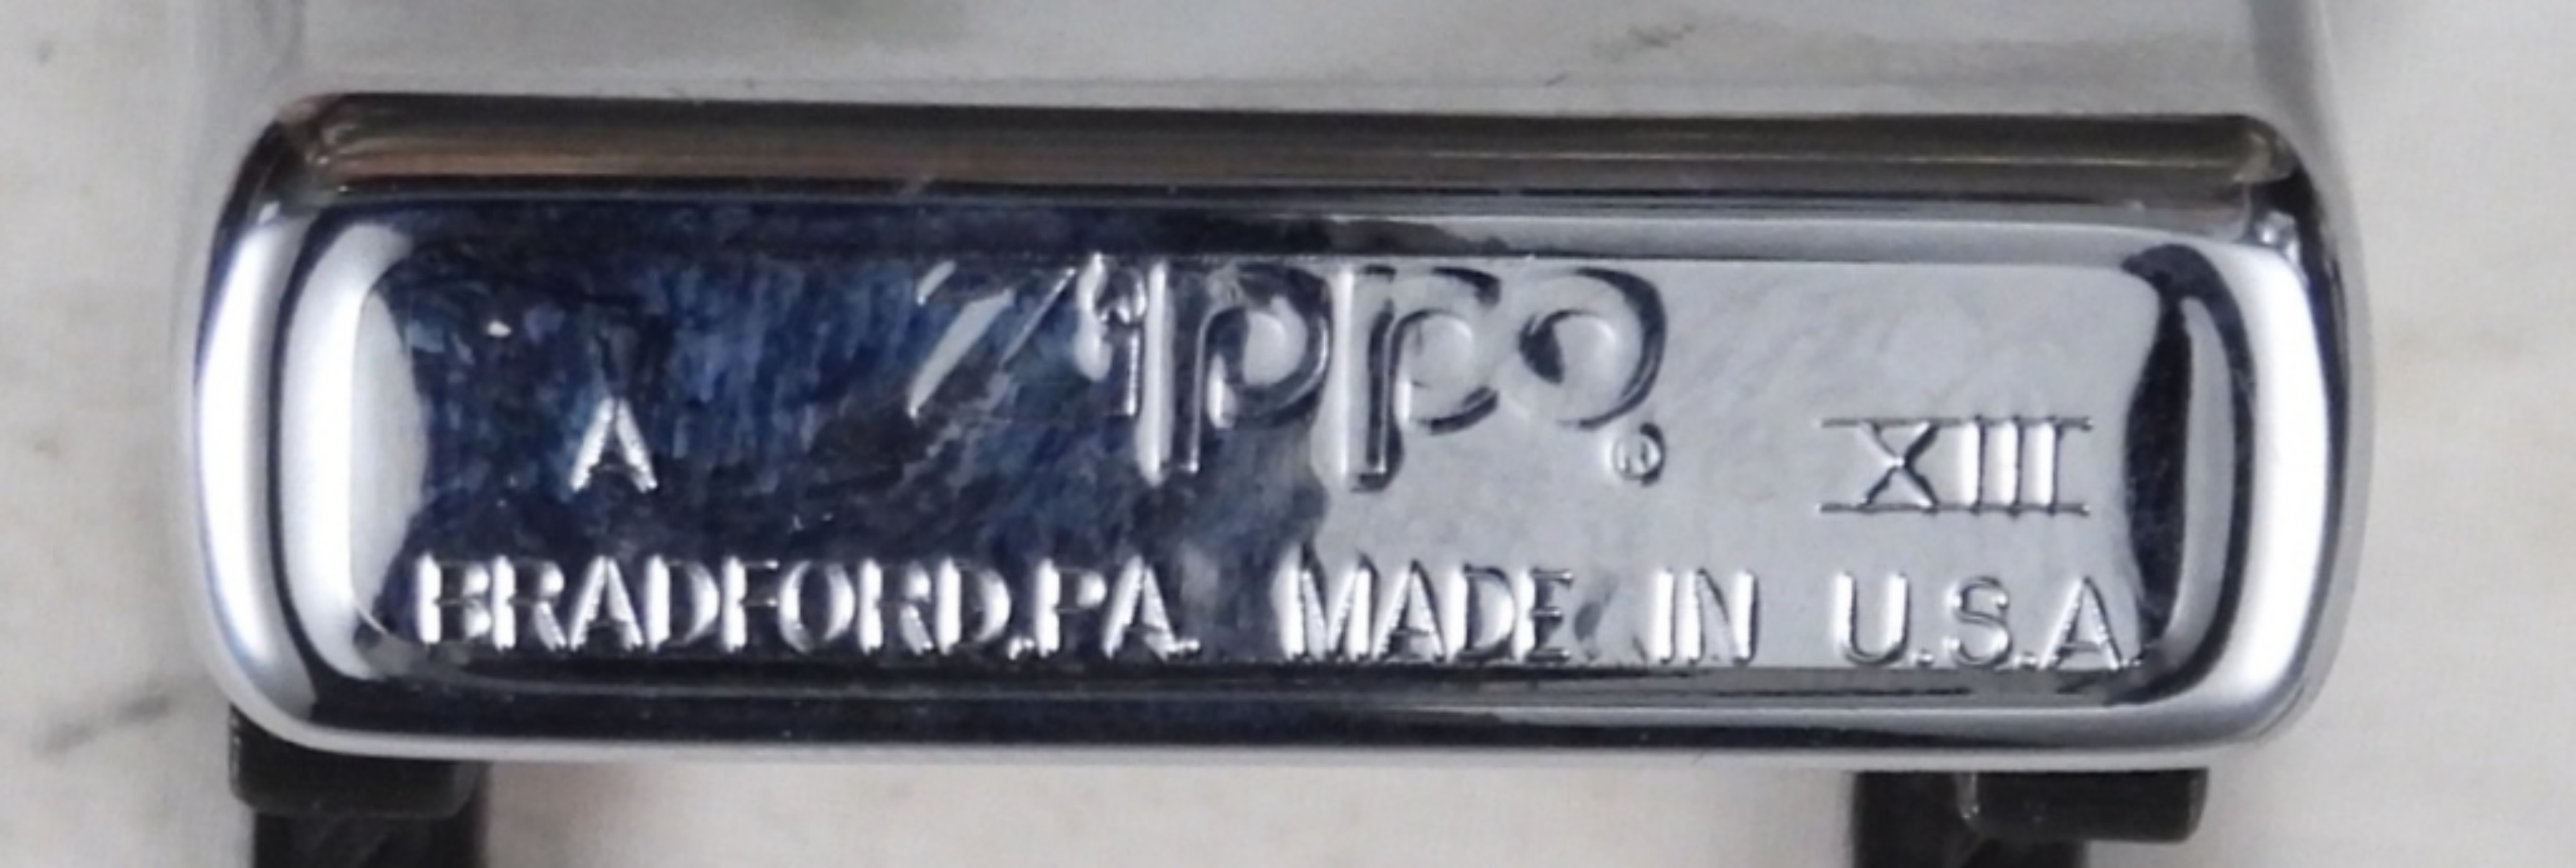 Zippo®
A XIII
BRADFORD,PA. MADE IN U.S.A.